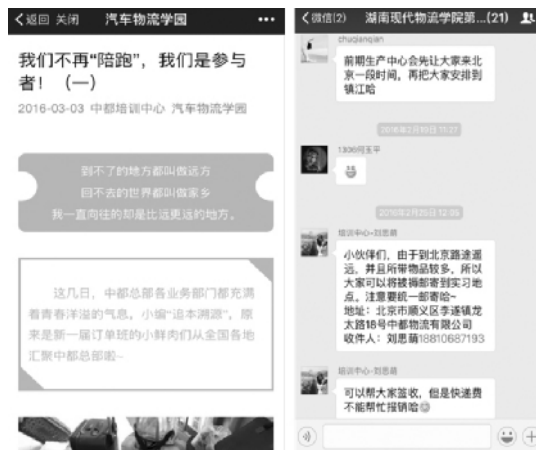 返回 关闭 汽车物流学园
我们不再“陪跑”，我们是参与
者！（一）
2016-03-03 中都培训中心 汽车物流学园
到不了的地方都叫做远方
回不去的世界都叫做家乡
我一直向往的却是比远更远的地方。
这几日，中都总部各业务部门都充满
着青春洋溢的气息，小编“追本溯源”，原
来是新一届订单班的小鲜肉们从全国各地
汇聚中都总部啦~
微信(2) 湖南现代物流学院第...(21)
chuqianqian
前期生产中心会先让大家来北
京一段时间，再把大家安排到
镇江哈
1306何玉平
培训中心-刘思萌
小伙伴们，由于到北京路途遥
远，并且所带物品较多，所以
大家可以将被褥邮寄到实习地
点，注意要统一邮寄哈~
地址：北京市顺义区李遂镇龙
太路18号中都物流有限公司
收件人：刘思萌18810687193
培训中心-刘思萌
可以帮大家签收，但是快递费
不能帮忙报销哈